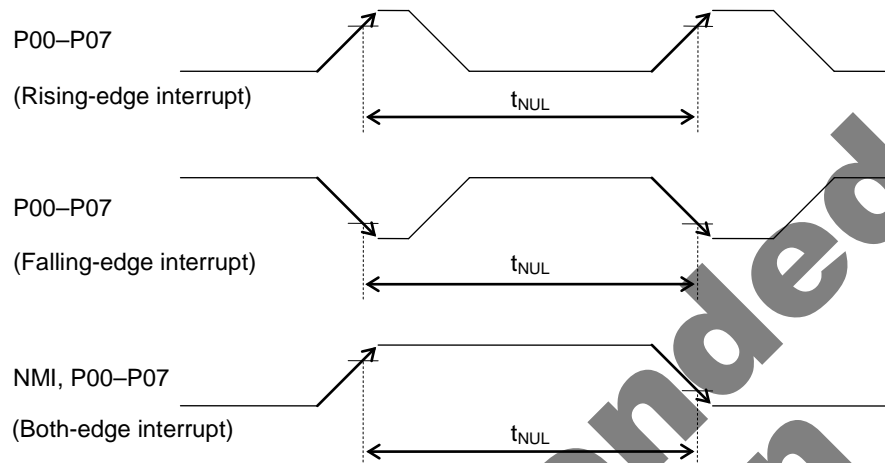 P00–P07
(Rising-edge interrupt)
tNUL
P00–P07
(Falling-edge interrupt)
tNUL
NMI, P00–P07
(Both-edge interrupt)
tNUL